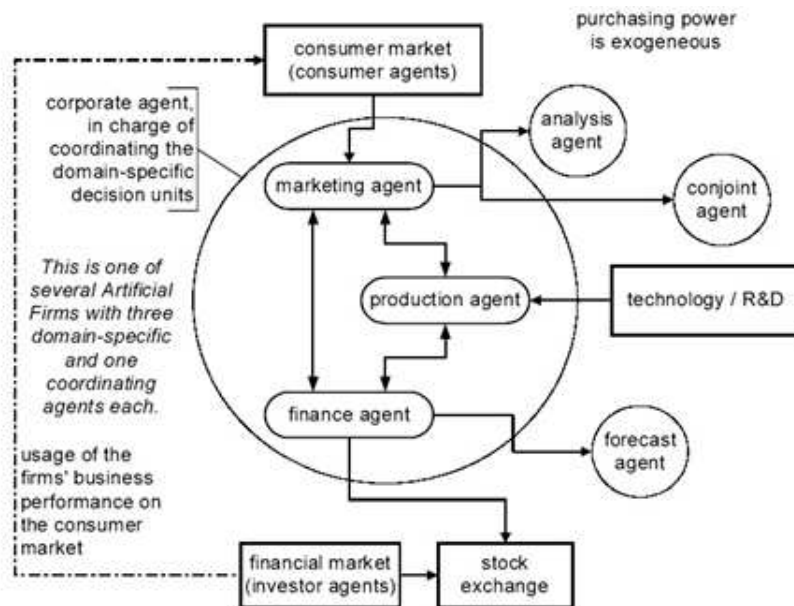 purchasing power
is exogeneous
consumer market
(consumer agents)
corporate agent,
in charge of
coordinating the
domain-specific
decision units
analysis
agent
marketing agent
conjoint
agent
This is one of
several Artificial
Firms with three
domain-specific
and one
coordinating
agents each.
production agent
technology / R&D
finance agent
forecast
agent
usage of the
firms' business
performance on
the consumer
market
financial market
(investor agents)
stock
exchange